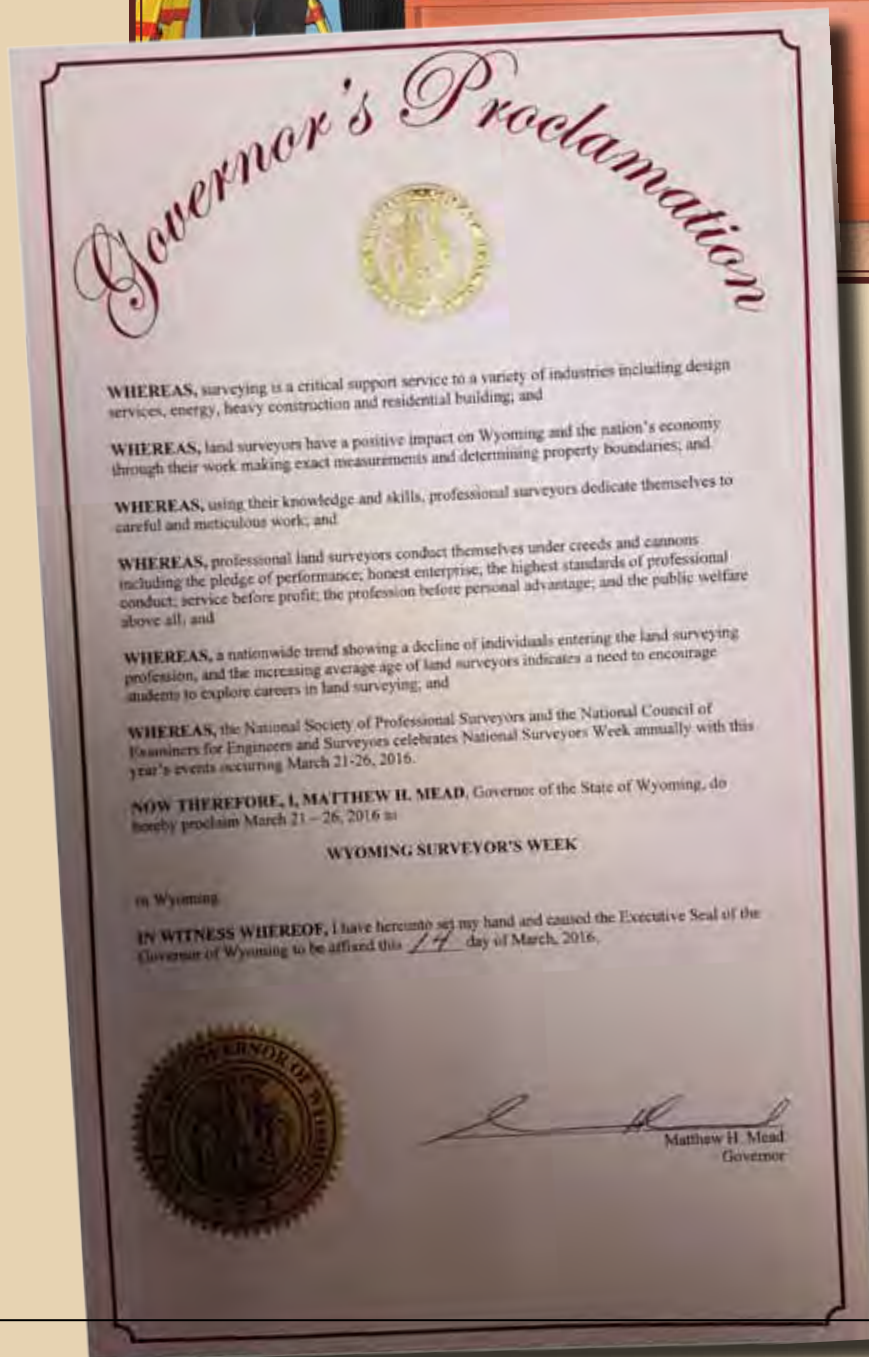 Governor's Proclamation
WHEREAS, surveying is a critical support service to a variety of industries including design
services, energy, heavy construction and residential building; and
WHEREAS, land surveyors have a positive impact on Wyoming and the nation's economy
through their work making exact measurements and determining property boundaries; and
WHEREAS, using their knowledge and skills, professional surveyors dedicate themselves to
careful and meticulous work; and
WHEREAS, professional land surveyors conduct themselves under creeds and cannons
including the pledge of performance; honest enterprise; the highest standards of professional
conduct; service before profit; the profession before personal advantage; and the public welfare
above all; and
WHEREAS, a nationwide trend showing a decline of individuals entering the land surveying
profession, and the increasing average age of land surveyors indicates a need to encourage
students to explore careers in land surveying; and
WHEREAS, the National Society of Professional Surveyors and the National Council of
Examiners for Engineers and Surveyors celebrates National Surveyors Week annually with this
year's events occurring March 21-26, 2016.
NOW THEREFORE, I, MATTHEW H. MEAD, Governor of the State of Wyoming, do
hereby proclaim March 21 – 26, 2016 as
WYOMING SURVEYOR'S WEEK
in Wyoming.
IN WITNESS WHEREOF, I have hereunto set my hand and caused the Executive Seal of the
Governor of Wyoming to be affixed this 14 day of March, 2016.
GOVERNOR OF WYOMING
Matthew H. Mead
Governor